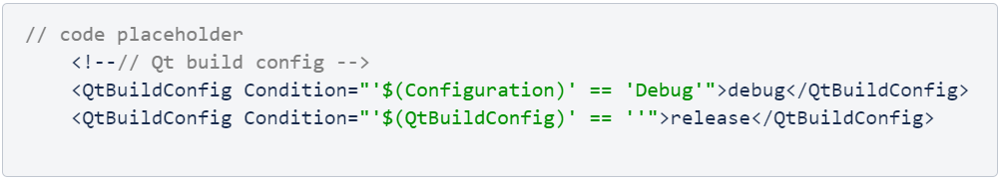 // code placeholder
<!--// Qt build config -->
<QtBuildConfig Condition="'$(Configuration)' == 'Debug'">debug</QtBuildConfig>
<QtBuildConfig Condition="'$(QtBuildConfig)' == ''">release</QtBuildConfig>